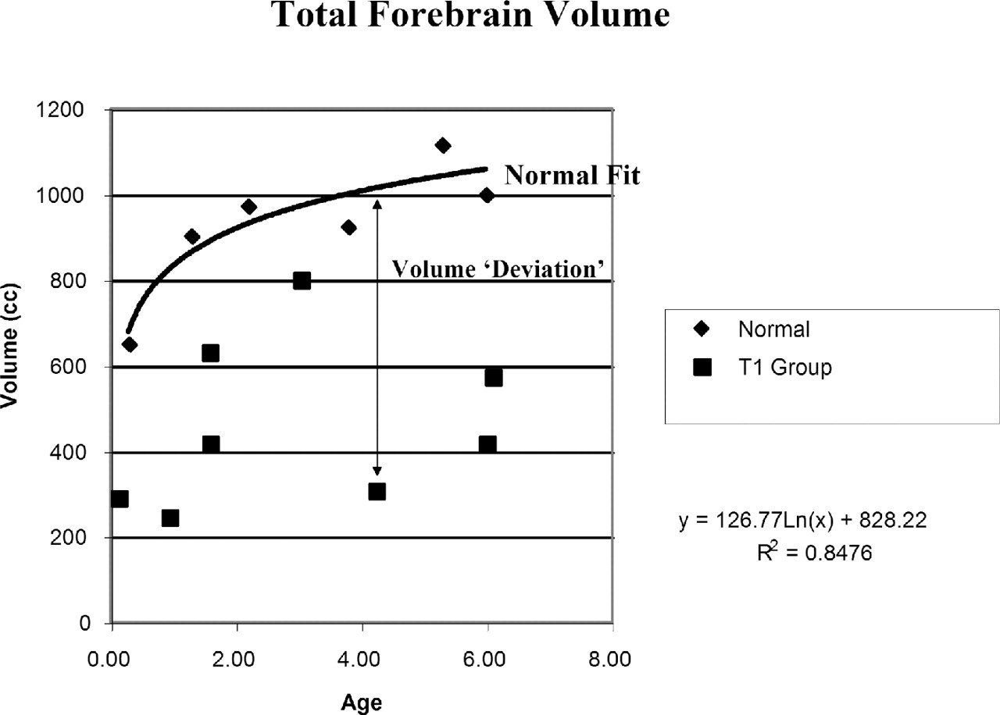 Total Forebrain Volume
1200
1000
800
600
400
200
0
Volume (cc)
0.00
2.00
4.00
6.00
8.00
Age
Normal Fit
Volume ‘Deviation’
Normal
T1 Group
y = 126.77Ln(x) + 828.22
R² = 0.8476